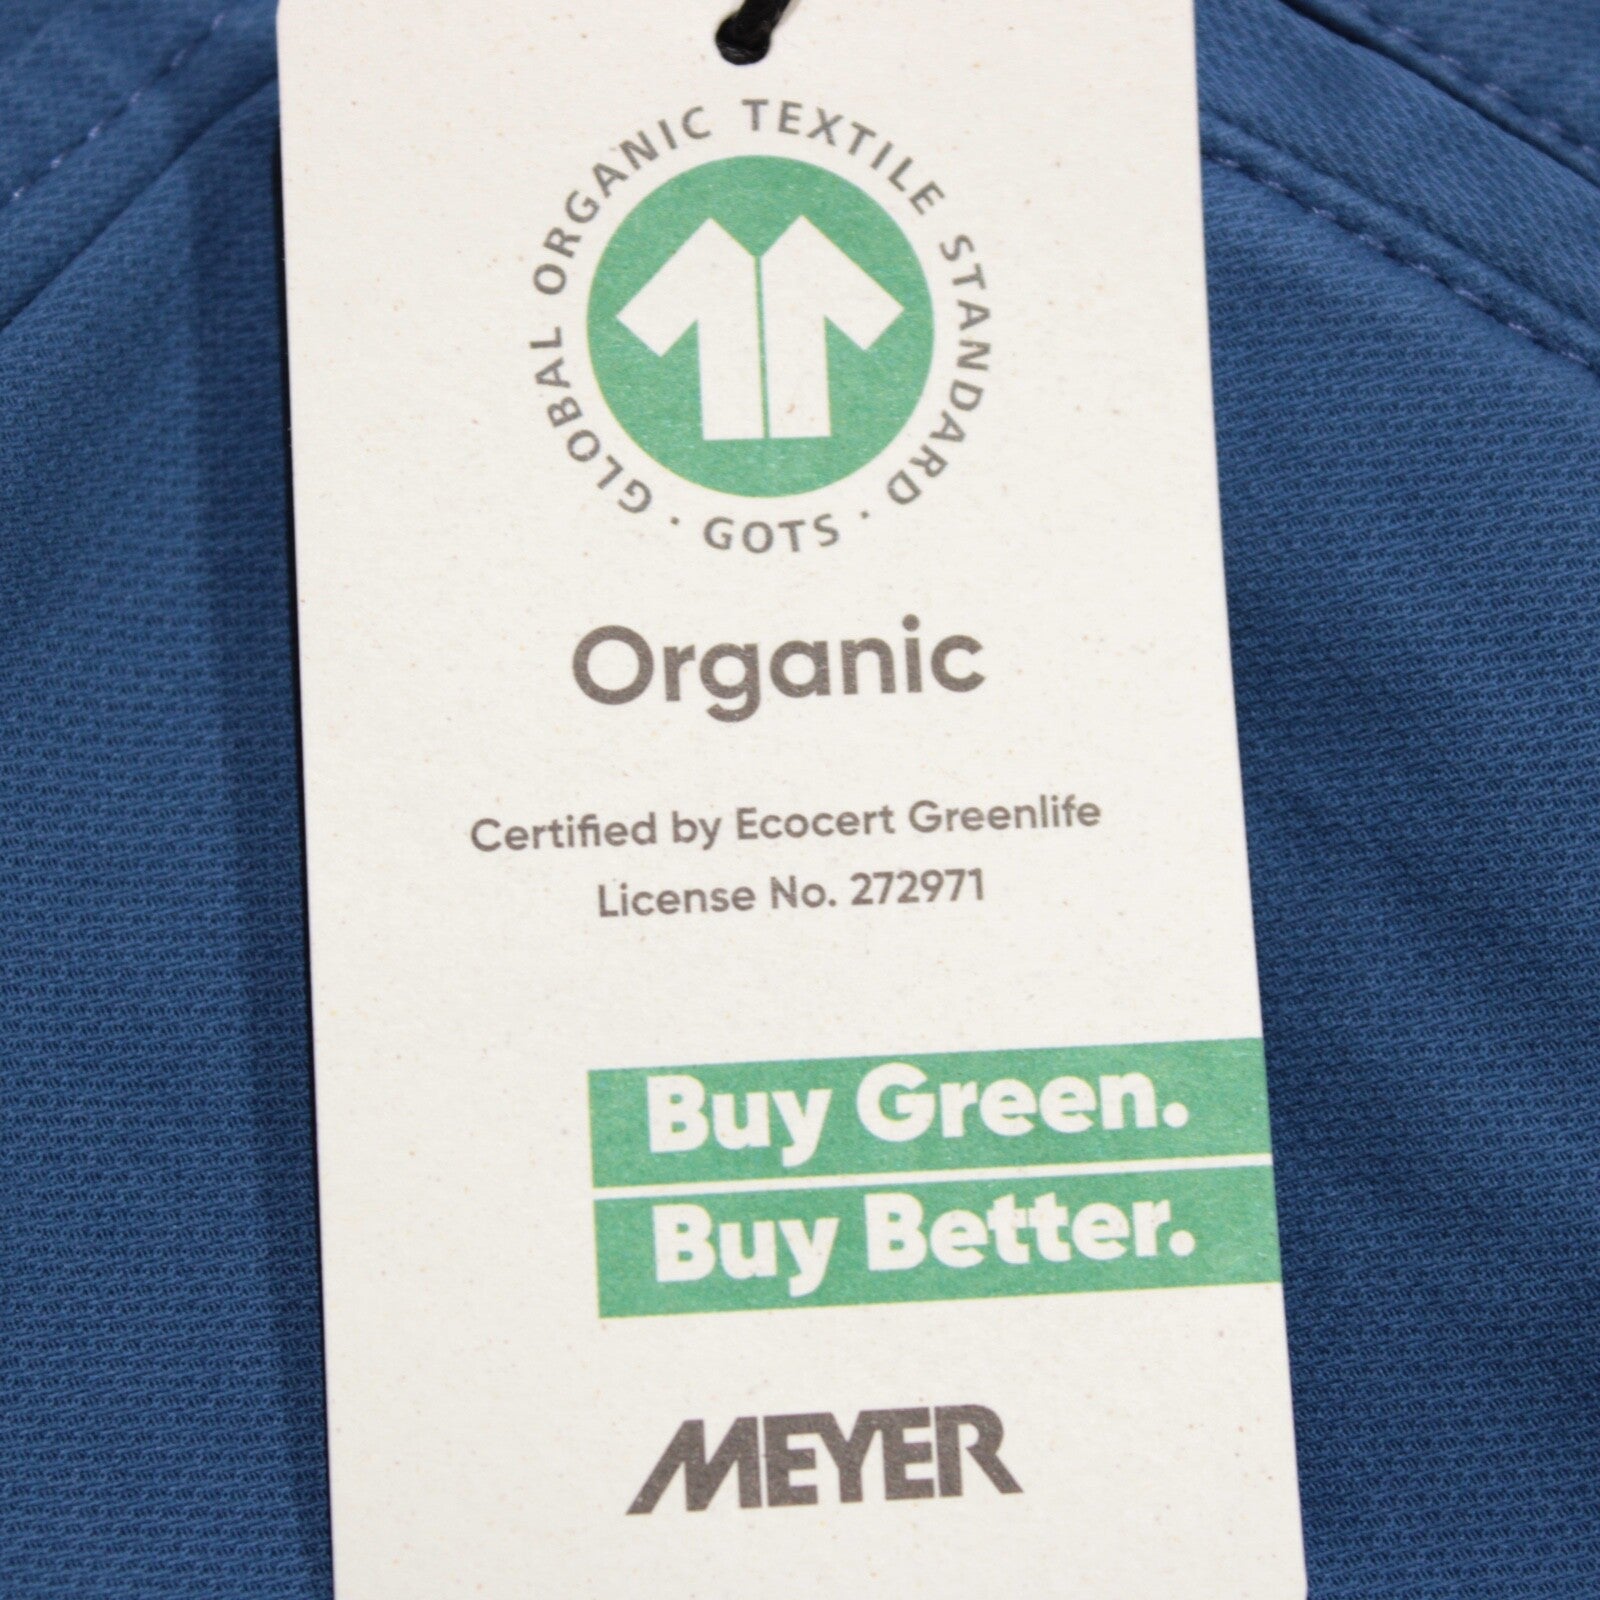 GLOBAL ORGANIC TEXTILE STANDARD · GOTS ·
Organic
Certified by Ecocert Greenlife
License No. 272971
Buy Green.
Buy Better.
MEYER